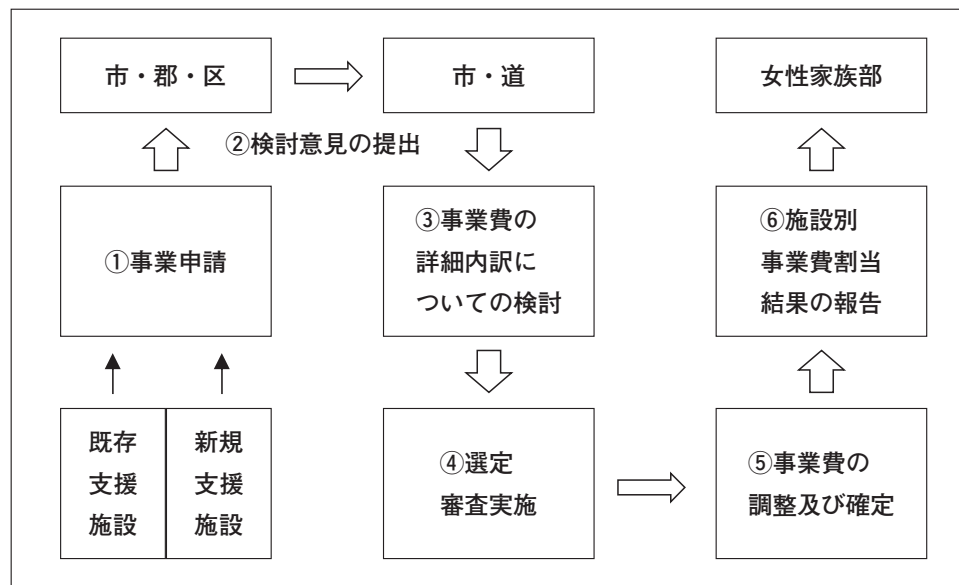 市・郡・区
市・道
女性家族部
②検討意見の提出
①事業申請
③事業費の
詳細内訳に
ついての検討
⑥施設別
事業費割当
結果の報告
既存
支援
施設
新規
支援
施設
④選定
審査実施
⑤事業費の
調整及び確定